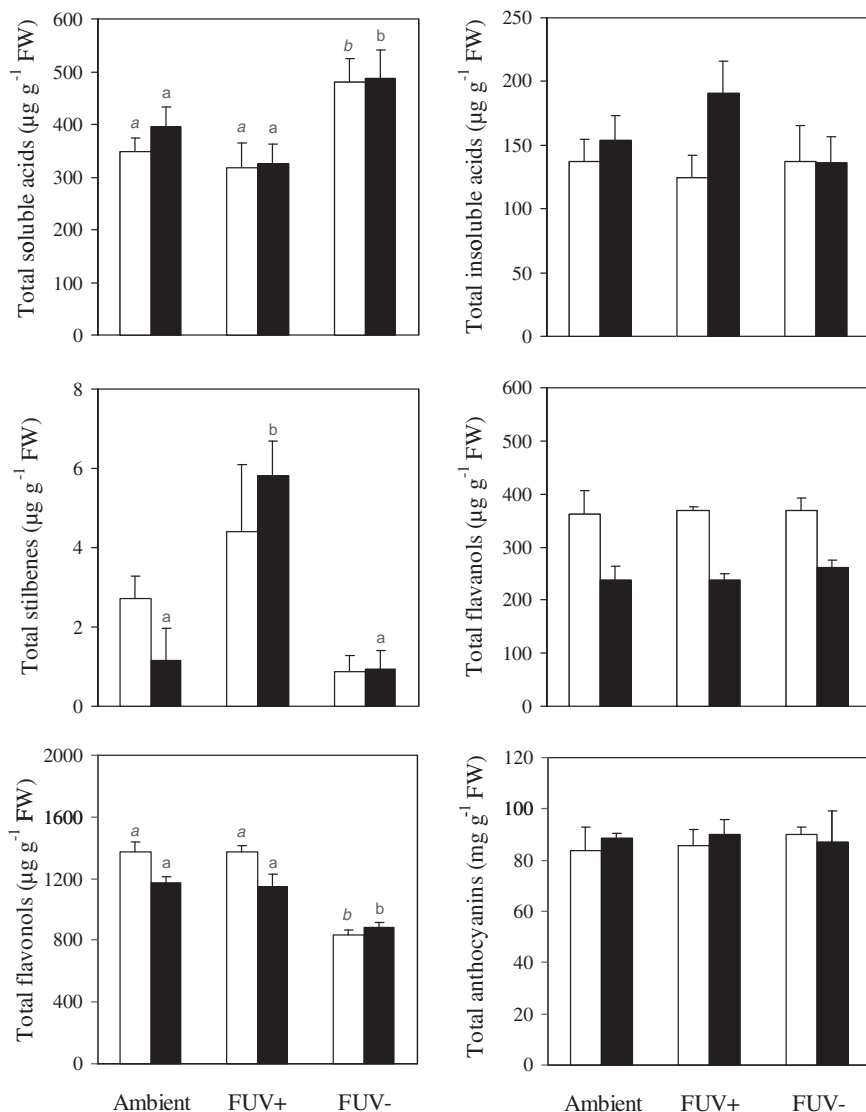 Total soluble acids (µg g⁻¹ FW)
600
500
400
300
200
100
0
a
a
a
a
b
b
Total insoluble acids (µg g⁻¹ FW)
250
200
150
100
50
0
Total stilbenes (µg g⁻¹ FW)
8
6
4
2
0
a
b
a
Total flavanols (µg g⁻¹ FW)
600
500
400
300
200
100
0
Total flavonols (µg g⁻¹ FW)
2000
1600
1200
800
400
0
a
a
a
a
b
b
Ambient FUV+ FUV-
Total anthocyanins (mg g⁻¹ FW)
120
100
80
60
40
20
0
Ambient FUV+ FUV-